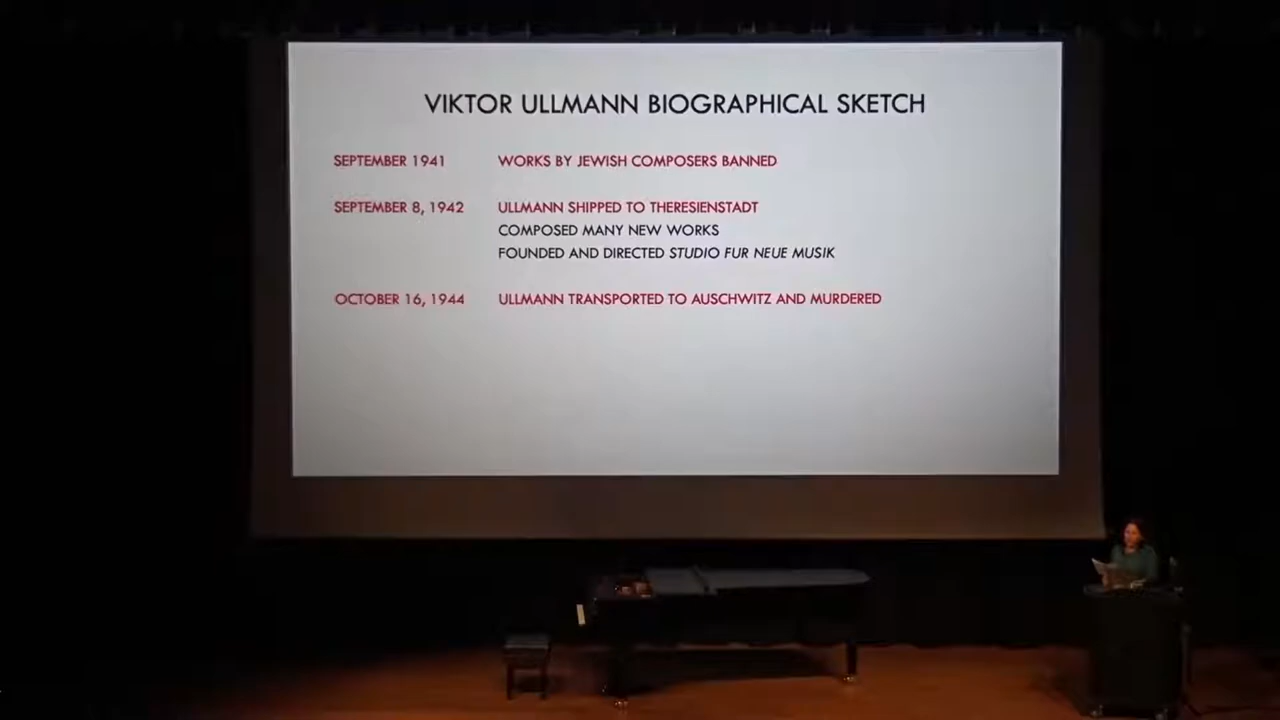 VIKTOR ULLMANN BIOGRAPHICAL SKETCH
SEPTEMBER 1941 WORKS BY JEWISH COMPOSERS BANNED
SEPTEMBER 8, 1942 ULLMANN SHIPPED TO THERESIENSTADT
COMPOSED MANY NEW WORKS
FOUNDED AND DIRECTED STUDIO FUR NEUE MUSIK
OCTOBER 16, 1944 ULLMANN TRANSPORTED TO AUSCHWITZ AND MURDERED